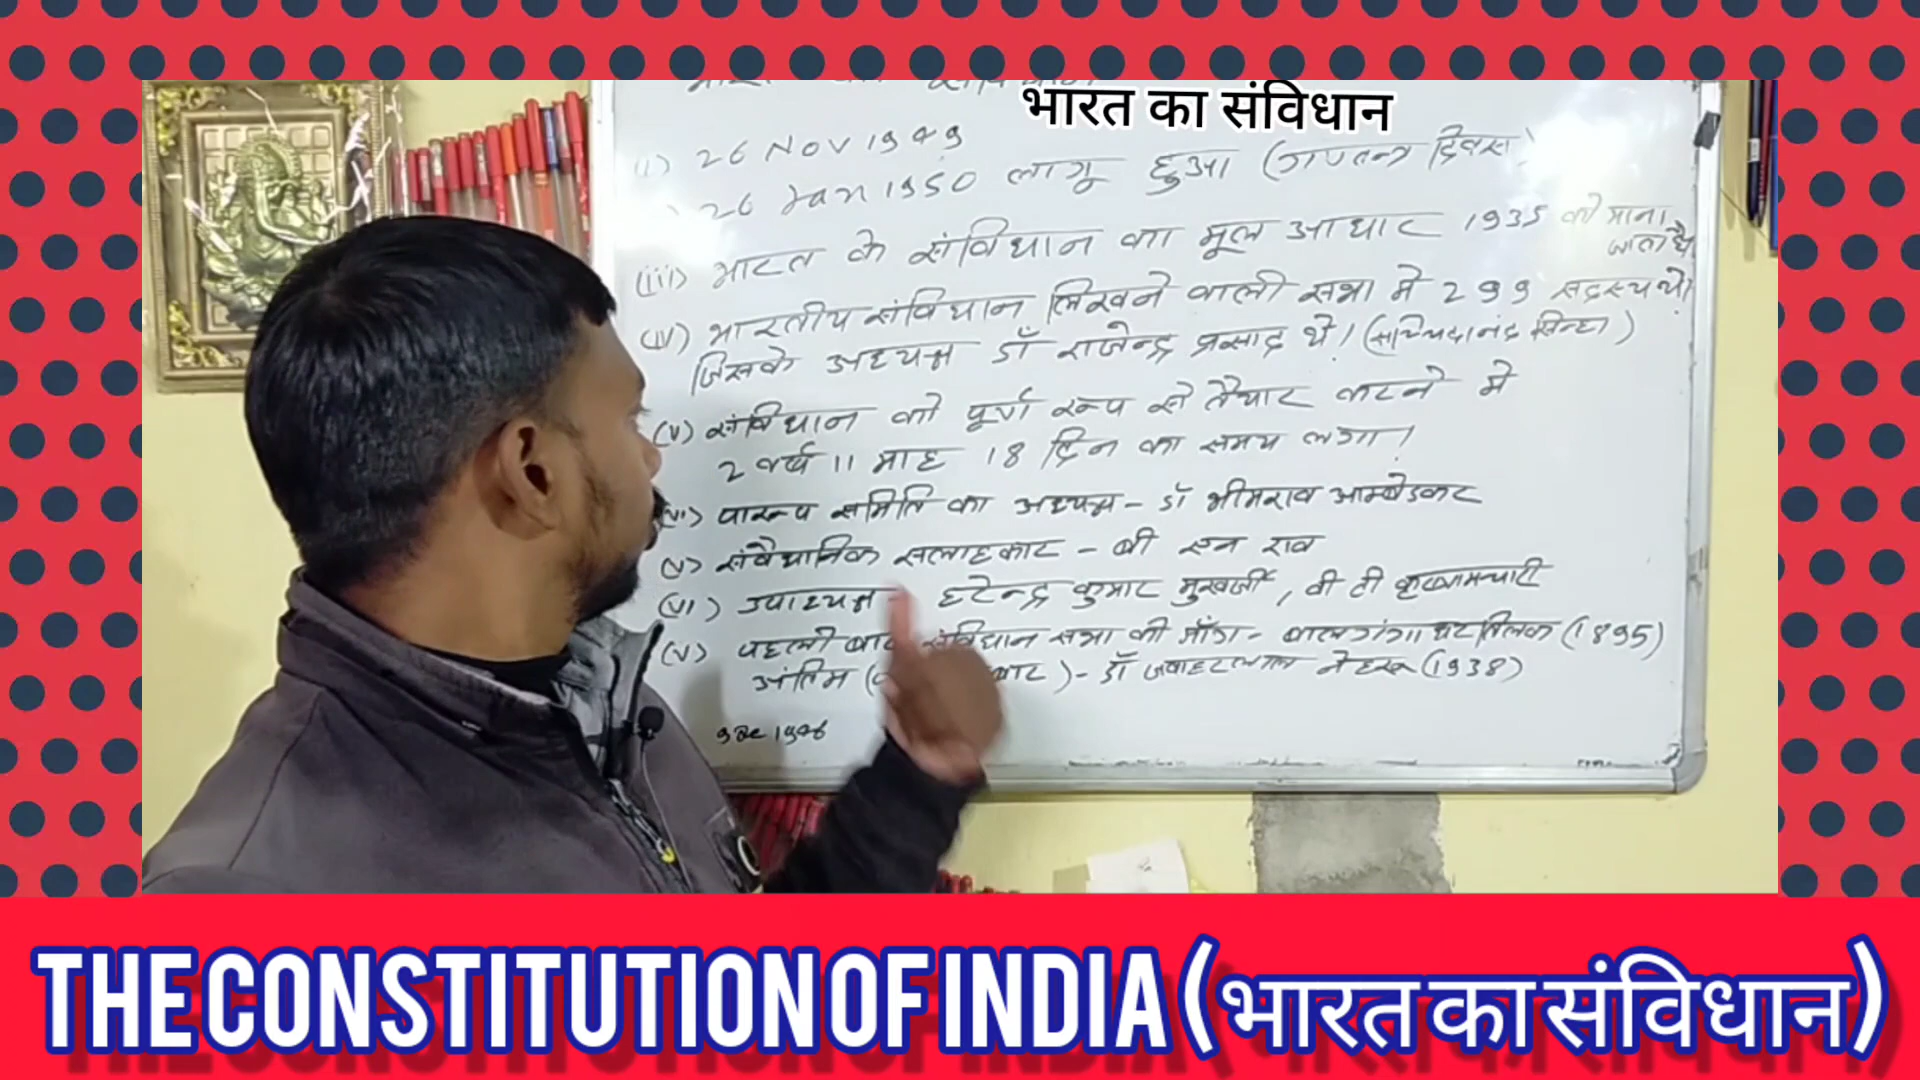 भारत का संविधान
(i) 26 NOV 1949
26 Jan 1950 लागू हुआ (गणतन्त्र दिवस)
(iii) भारत के संविधान का मूल आधार 1935 को माना जाता है
(iv) भारतीय संविधान लिखने वाली सभा मे 299 सदस्य थे।
जिसके अध्यक्ष डॉ राजेन्द्र प्रसाद थे। (सच्चिदानंद सिन्हा)
(v) संविधान को पूर्ण रूप से तैयार करने मे
2 वर्ष 11 माह 18 दिन का समय लगा।
पारूप समिति का अध्यक्ष - डॉ भीमराव आम्बेडकर
(v) संवैधानिक सलाहकार - बी एन राव
(vi) उपाध्यक्ष - हरेन्द्र कुमार मुखर्जी, वी टी कृष्णामचारी
(v) पहली बार संविधान सभा की माँग - बालगंगाधर तिलक (1895)
अंतिम बार) - डॉ जवाहरलाल नेहरू (1938)
9 De 1946
THE CONSTITUTION OF INDIA (भारत का संविधान)